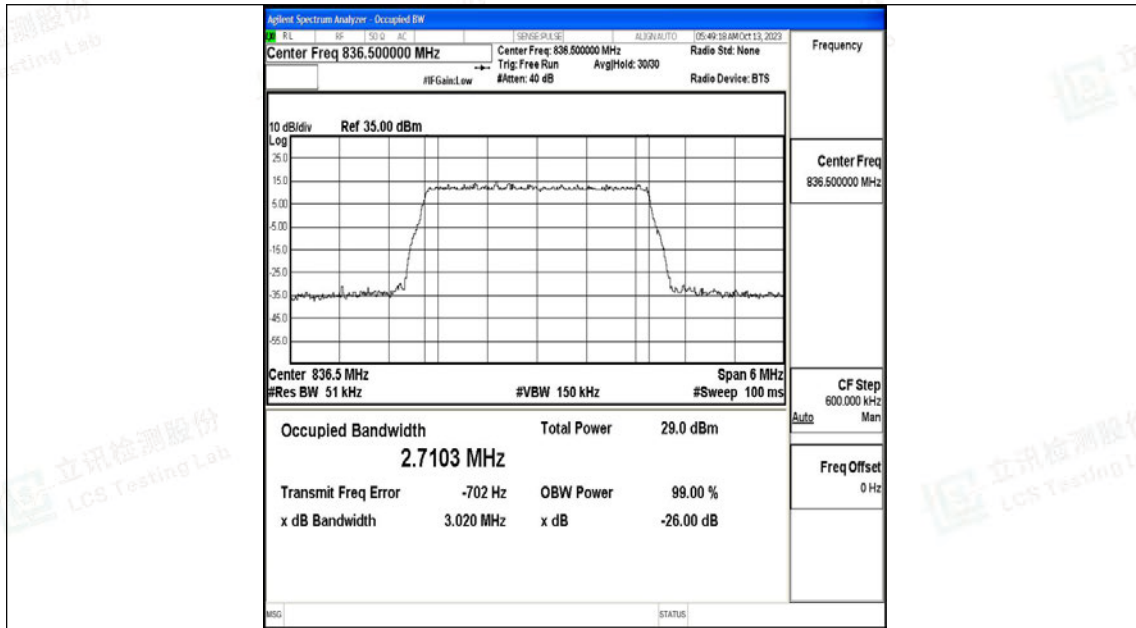 Agilent Spectrum Analyzer - Occupied BW
RL RF 50 Ω AC SENSE:PULSE ALIGNAUTO 05:49:18 AM Oct 13, 2023
Center Freq 836.500000 MHz
Center Freq: 836.500000 MHz
Radio Std: None
Trig: Free Run Avg|Hold: 30/30
#IFGain:Low #Atten: 40 dB Radio Device: BTS
Frequency
10 dB/div Ref 35.00 dBm
Log
25.0
15.0
5.00
-5.00
-15.0
-25.0
-35.0
-45.0
-55.0
Center 836.5 MHz Span 6 MHz
#Res BW 51 kHz #VBW 150 kHz #Sweep 100 ms
Occupied Bandwidth Total Power 29.0 dBm
2.7103 MHz
Transmit Freq Error -702 Hz OBW Power 99.00 %
x dB Bandwidth 3.020 MHz x dB -26.00 dB
Center Freq
836.500000 MHz
CF Step
600.000 kHz
Auto Man
Freq Offset
0 Hz
MSG STATUS
立讯检测股份
LCS Testing Lab
立讯检测股份
LCS Testing L